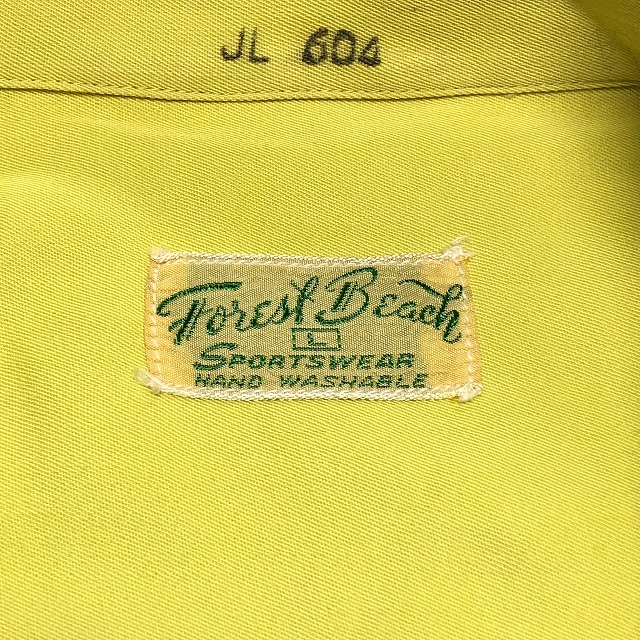 JL 604
Forest Beach
L
SPORTSWEAR
HAND WASHABLE